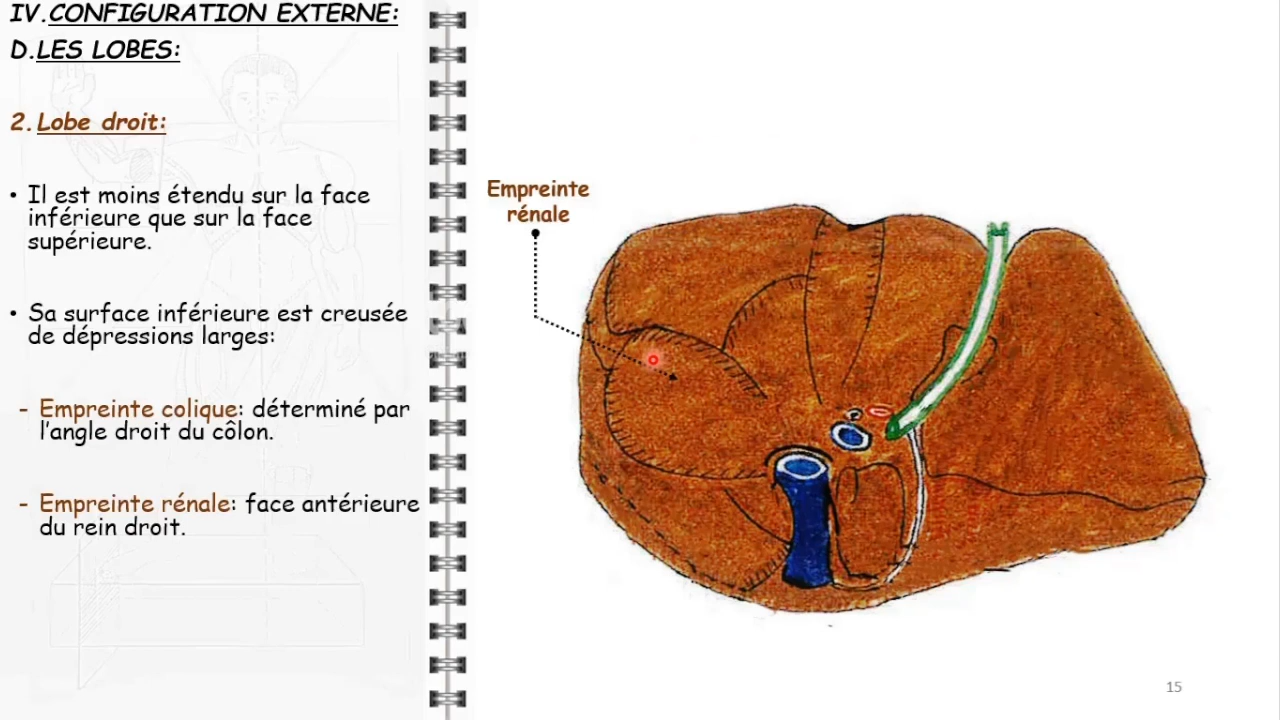 IV.CONFIGURATION EXTERNE:
D.LES LOBES:
2.Lobe droit:
• Il est moins étendu sur la face
inférieure que sur la face
supérieure.
• Sa surface inférieure est creusée
de dépressions larges:
- Empreinte colique: déterminé par
l’angle droit du côlon.
- Empreinte rénale: face antérieure
du rein droit.
Empreinte
rénale
15